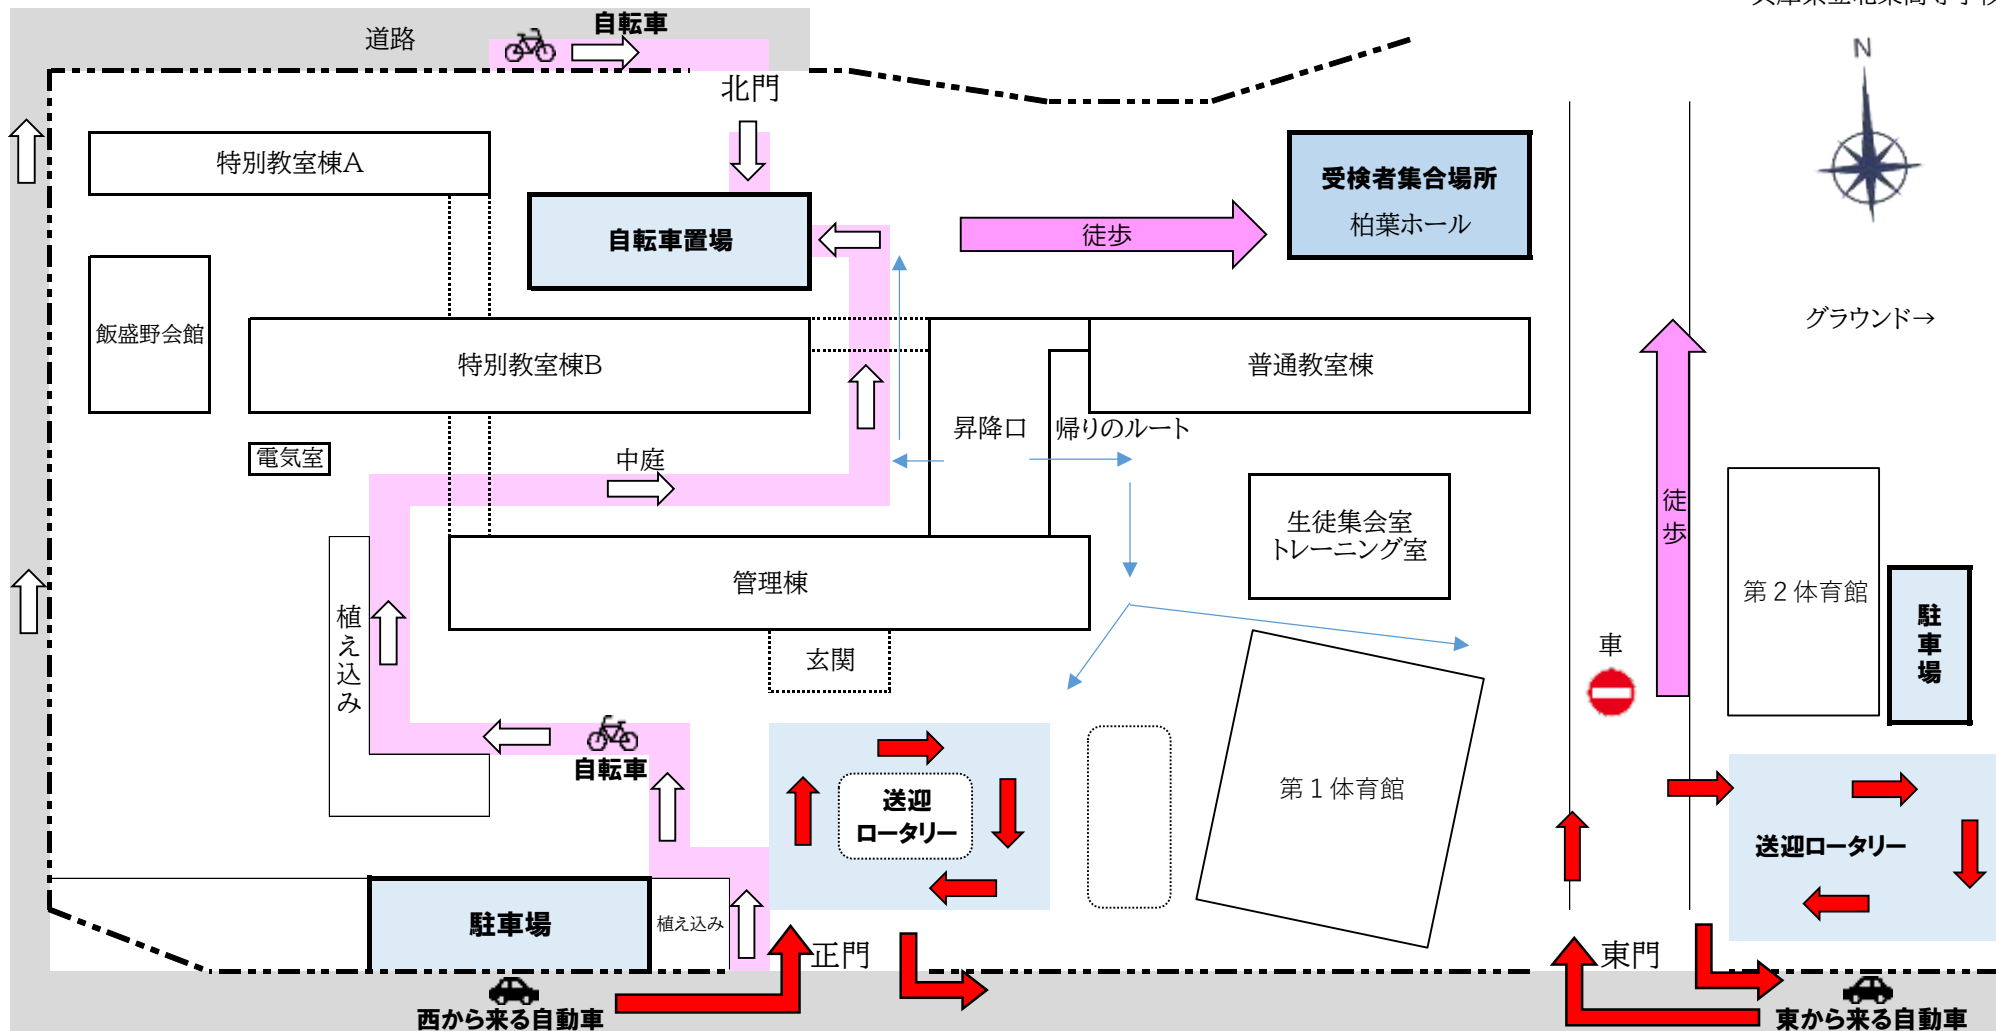 自転車
道路
N
北門
特別教室棟A
受検者集合場所
柏葉ホール
自転車置場
徒歩
飯盛野会館
グラウンド→
特別教室棟B
普通教室棟
昇降口
帰りのルート
電気室
中庭
徒歩
生徒集会室
トレーニング室
管理棟
第２体育館
植え込み
駐車場
車
玄関
自転車
送迎
ロータリー
第１体育館
送迎ロータリー
駐車場
植え込み
正門
東門
西から来る自動車
東から来る自動車